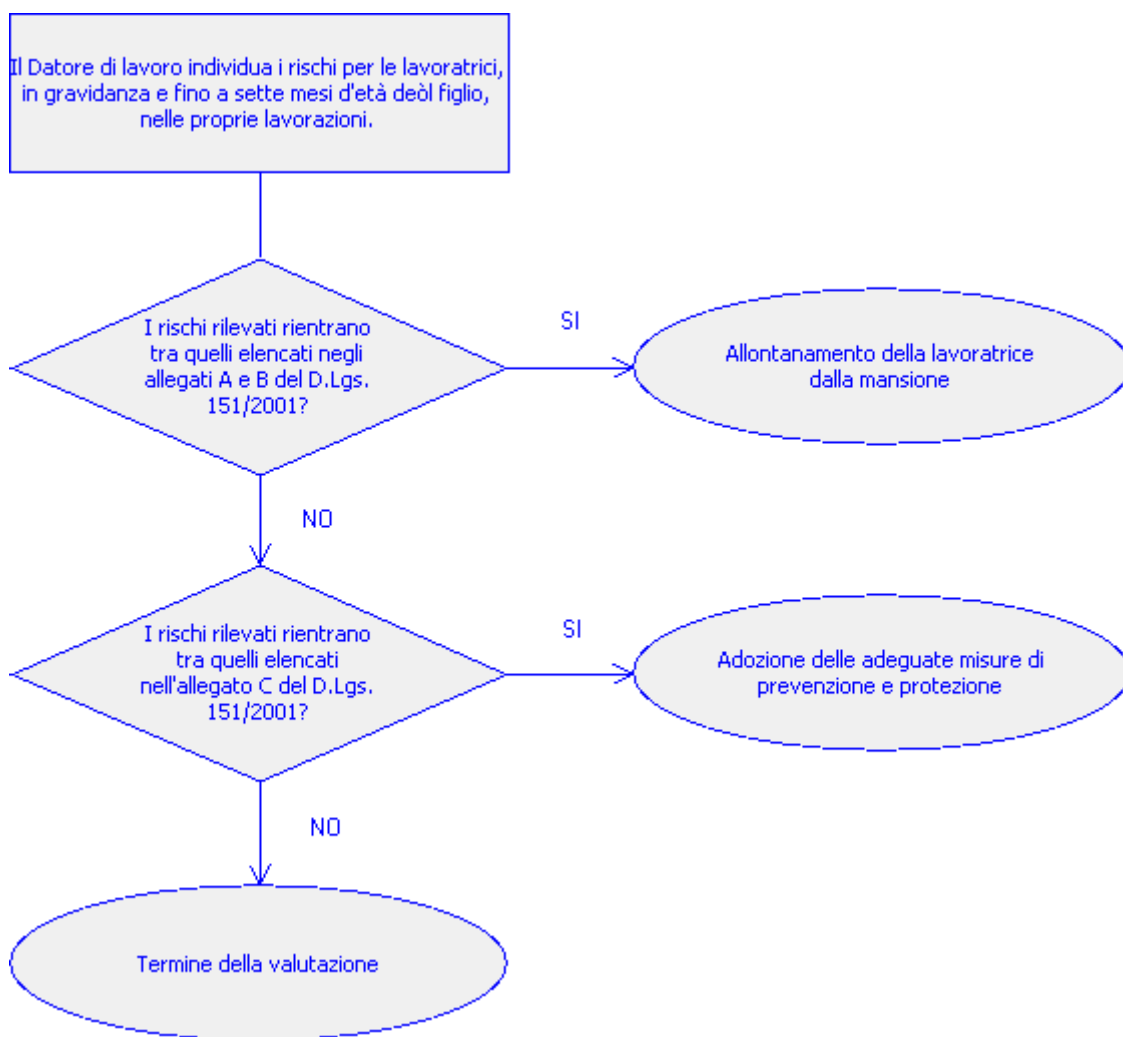 Il Datore di lavoro individua i rischi per le lavoratrici,
in gravidanza e fino a sette mesi d'età deòl figlio,
nelle proprie lavorazioni.
I rischi rilevati rientrano
tra quelli elencati negli
allegati A e B del D.Lgs.
151/2001?
SI
Allontanamento della lavoratrice
dalla mansione
NO
I rischi rilevati rientrano
tra quelli elencati
nell'allegato C del D.Lgs.
151/2001?
SI
Adozione delle adeguate misure di
prevenzione e protezione
NO
Termine della valutazione